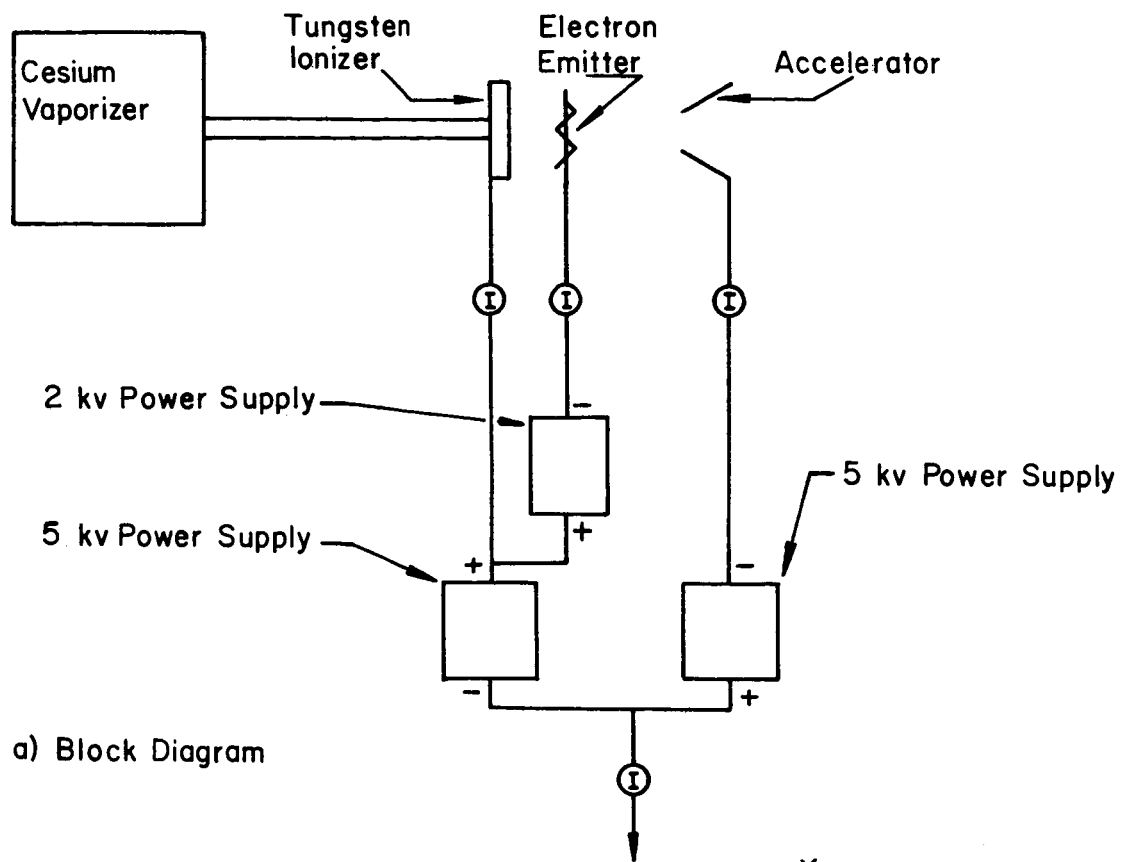 Cesium
Vaporizer
Tungsten
Ionizer
Electron
Emitter
Accelerator
I
I
I
2 kv Power Supply
-
+
5 kv Power Supply
5 kv Power Supply
+
-
-
+
a) Block Diagram
I